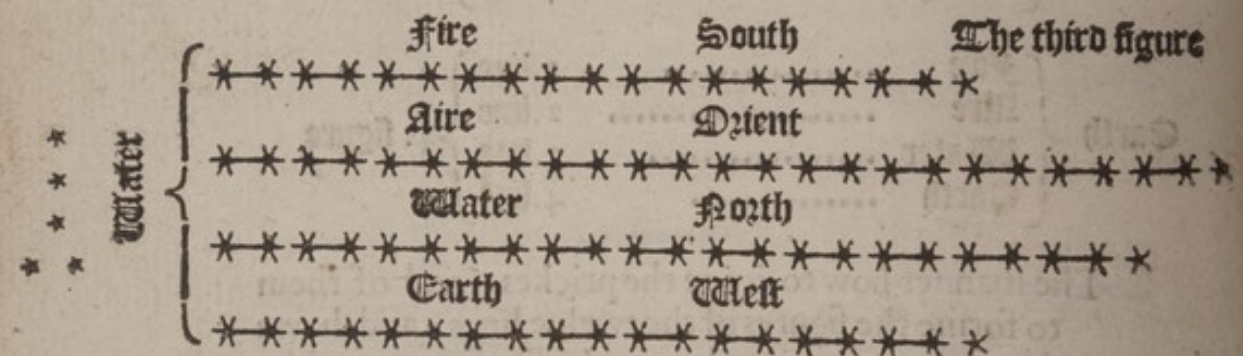 Fire South The third figure
Aire Orient
Water
Water North
Earth West